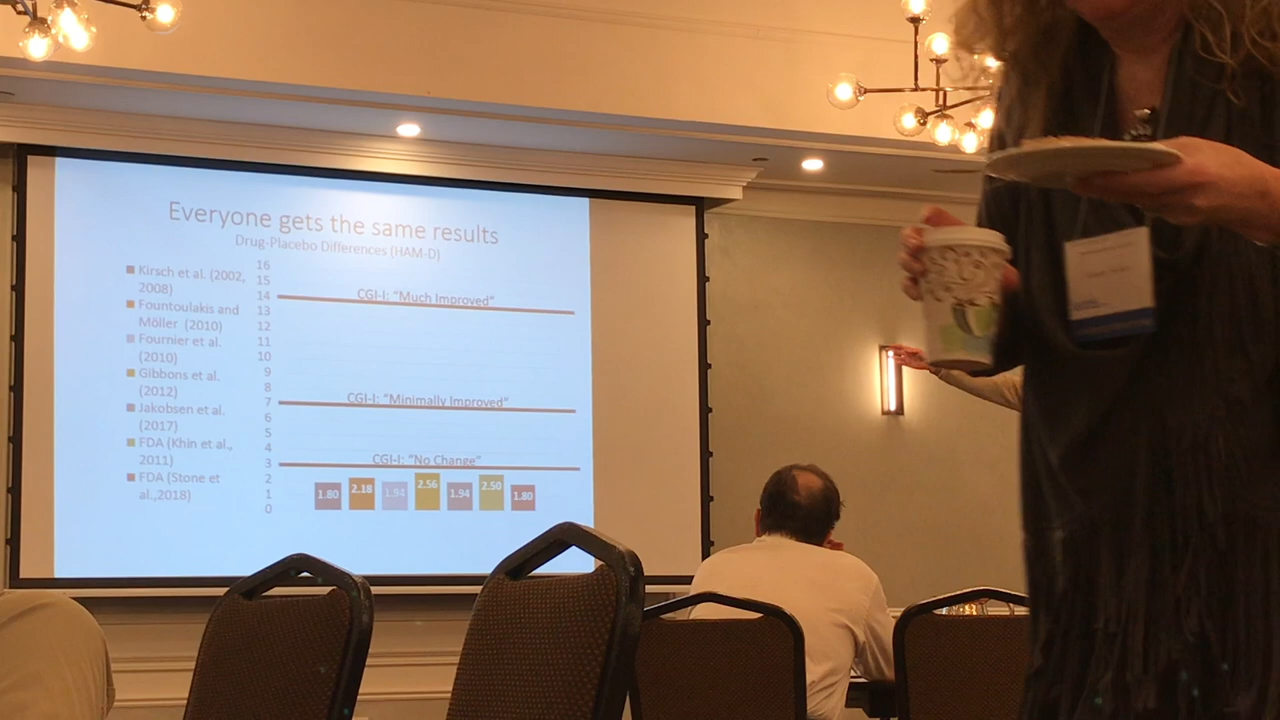 Everyone gets the same results
Drug-Placebo Differences (HAM-D)
Kirsch et al. (2002,
2008)
Fountoulakis and
Möller (2010)
Fournier et al.
(2010)
Gibbons et al.
(2012)
Jakobsen et al.
(2017)
FDA (Khin et al.,
2011)
FDA (Stone et
al.,2018)
16
15
14
13
12
11
10
9
8
7
6
5
4
3
2
1
0
CGI-I: "Much Improved"
CGI-I: "Minimally Improved"
CGI-I: "No Change"
1.80
2.18
1.94
2.56
1.94
2.50
1.80